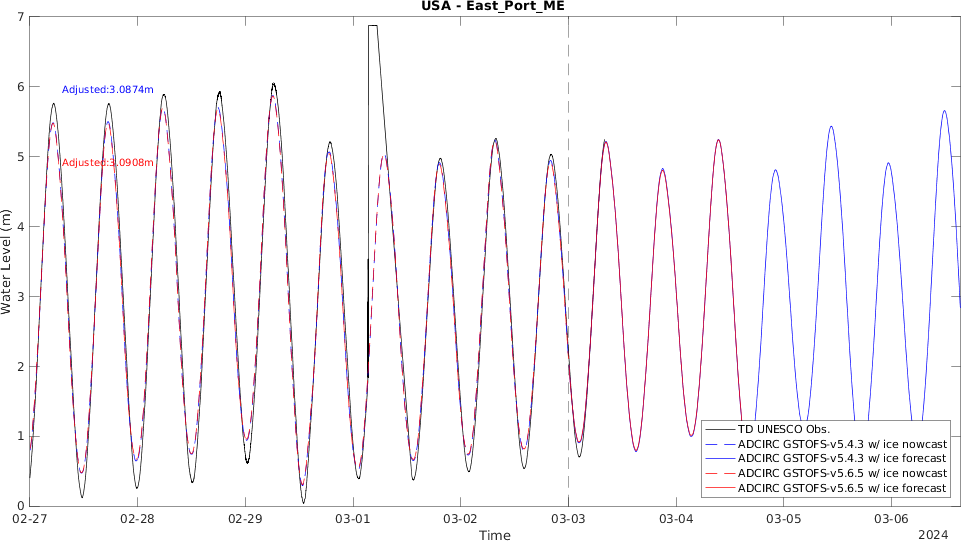 USA - East_Port_ME
7
6
5
4
3
2
1
0
Water Level (m)
Adjusted:3.0874m
Adjusted:3.0908m
TD UNESCO Obs.
ADCIRC GSTOFS-v5.4.3 w/ ice nowcast
ADCIRC GSTOFS-v5.4.3 w/ ice forecast
ADCIRC GSTOFS-v5.6.5 w/ ice nowcast
ADCIRC GSTOFS-v5.6.5 w/ ice forecast
02-27 02-28 02-29 03-01 03-02 03-03 03-04 03-05 03-06
Time
2024